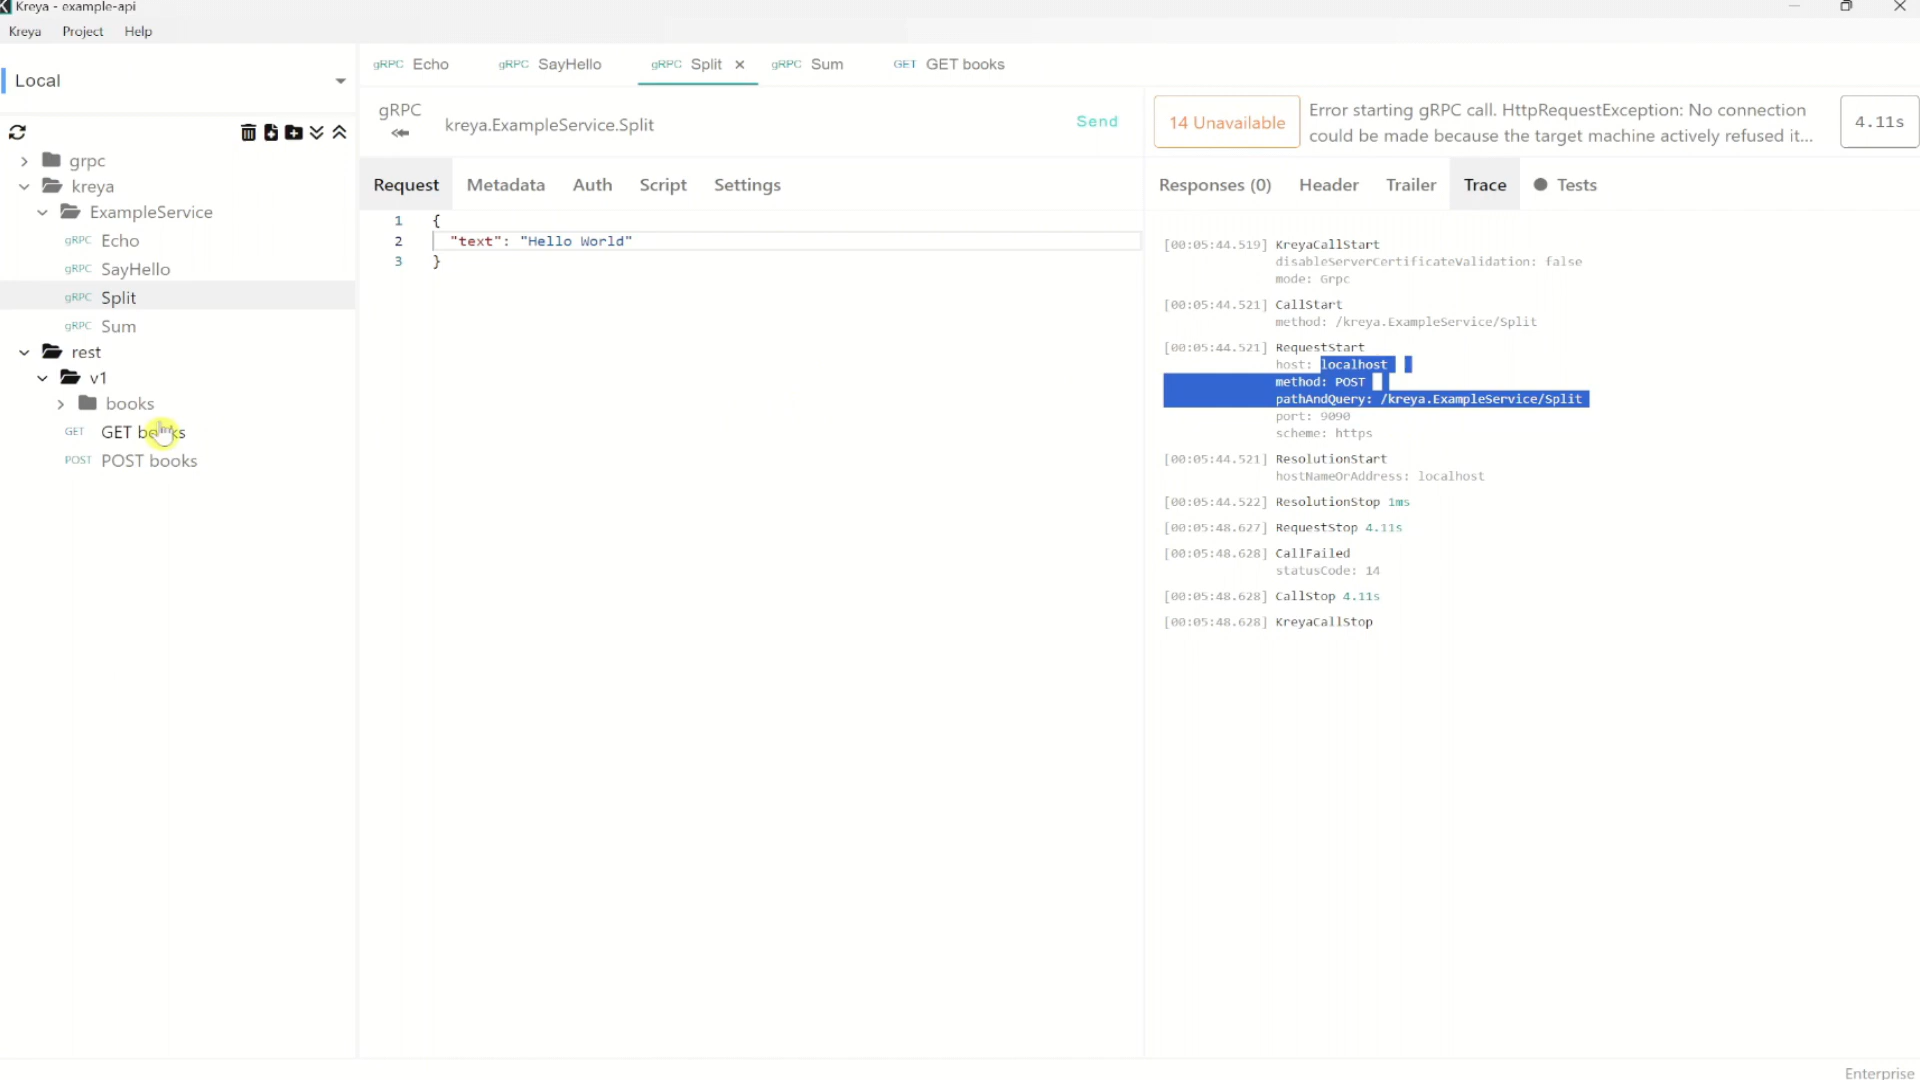 Kreya - example-api
Kreya Project Help
Local
grpc
kreya
ExampleService
gRPC Echo
gRPC SayHello
gRPC Split
gRPC Sum
rest
v1
books
GET GET books
POST POST books
gRPC Echo
gRPC SayHello
gRPC Split
gRPC Sum
GET GET books
gRPC
kreya.ExampleService.Split
Send
Request Metadata Auth Script Settings
1 {
2 "text": "Hello World"
3 }
14 Unavailable
Error starting gRPC call. HttpRequestException: No connection
could be made because the target machine actively refused it...
4.11s
Responses (0) Header Trailer Trace Tests
[00:05:44.519] KreyaCallStart
disableServerCertificateValidation: false
mode: Grpc
[00:05:44.521] CallStart
method: /kreya.ExampleService/Split
[00:05:44.521] RequestStart
host: localhost
method: POST
pathAndQuery: /kreya.ExampleService/Split
port: 9090
scheme: https
[00:05:44.521] ResolutionStart
hostNameOrAddress: localhost
[00:05:44.522] ResolutionStop 1ms
[00:05:48.627] RequestStop 4.11s
[00:05:48.628] CallFailed
statusCode: 14
[00:05:48.628] CallStop 4.11s
[00:05:48.628] KreyaCallStop
Enterprise